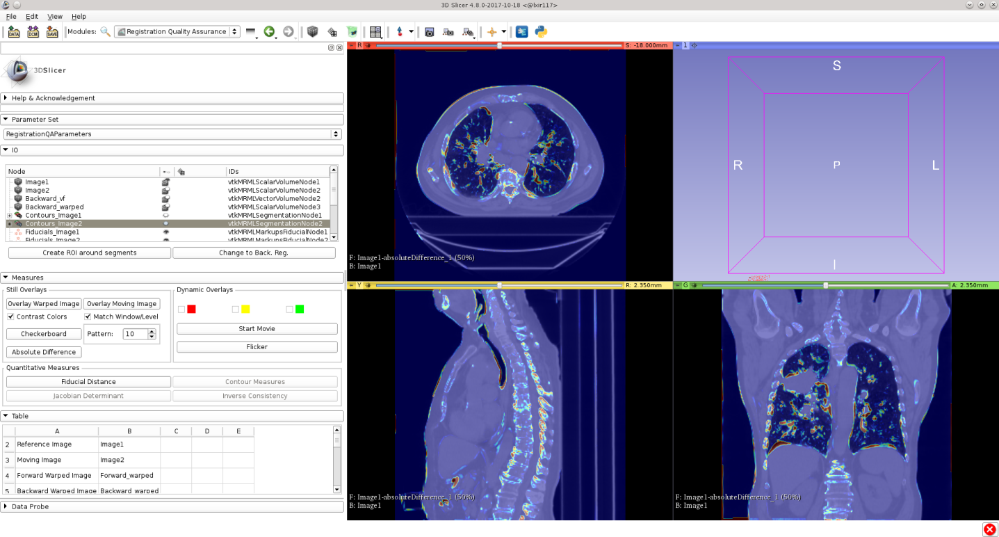 3D Slicer 4.8.0-2017-10-18 <@lxir117>
File Edit View Help
DATA DCM SAVE Modules: Registration Quality Assurance
3DSlicer
Help & Acknowledgement
Parameter Set
RegistrationQAParameters
IO
Node IDs
Image1 vtkMRMLScalarVolumeNode1
Image2 vtkMRMLScalarVolumeNode2
Backward_vf vtkMRMLVectorVolumeNode2
Backward_warped vtkMRMLScalarVolumeNode3
Contours_Image1 vtkMRMLSegmentationNode1
Contours_Image2 vtkMRMLSegmentationNode2
Fiducials_Image1 vtkMRMLMarkupsFiducialNode1
Fiducials_Image2 vtkMRMLMarkupsFiducialNode2
Create ROI around segments Change to Back. Reg.
Measures
Still Overlays Dynamic Overlays
Overlay Warped Image Overlay Moving Image
Contrast Colors Match Window/Level
Checkerboard Pattern: 10 Start Movie
Absolute Difference Flicker
Quantitative Measures
Fiducial Distance Contour Measures
Jacobian Determinant Inverse Consistency
Table
A B C D E
2 Reference Image Image1
3 Moving Image Image2
4 Forward Warped Image Forward_warped
5 Backward Warped Image Backward_warped
Data Probe
R S: -18.000mm
F: Image1-absoluteDifference_1 (50%)
B: Image1
1
S
R P L
I
Y R: 2.350mm
F: Image1-absoluteDifference_1 (50%)
B: Image1
G A: 2.350mm
F: Image1-absoluteDifference_1 (50%)
B: Image1